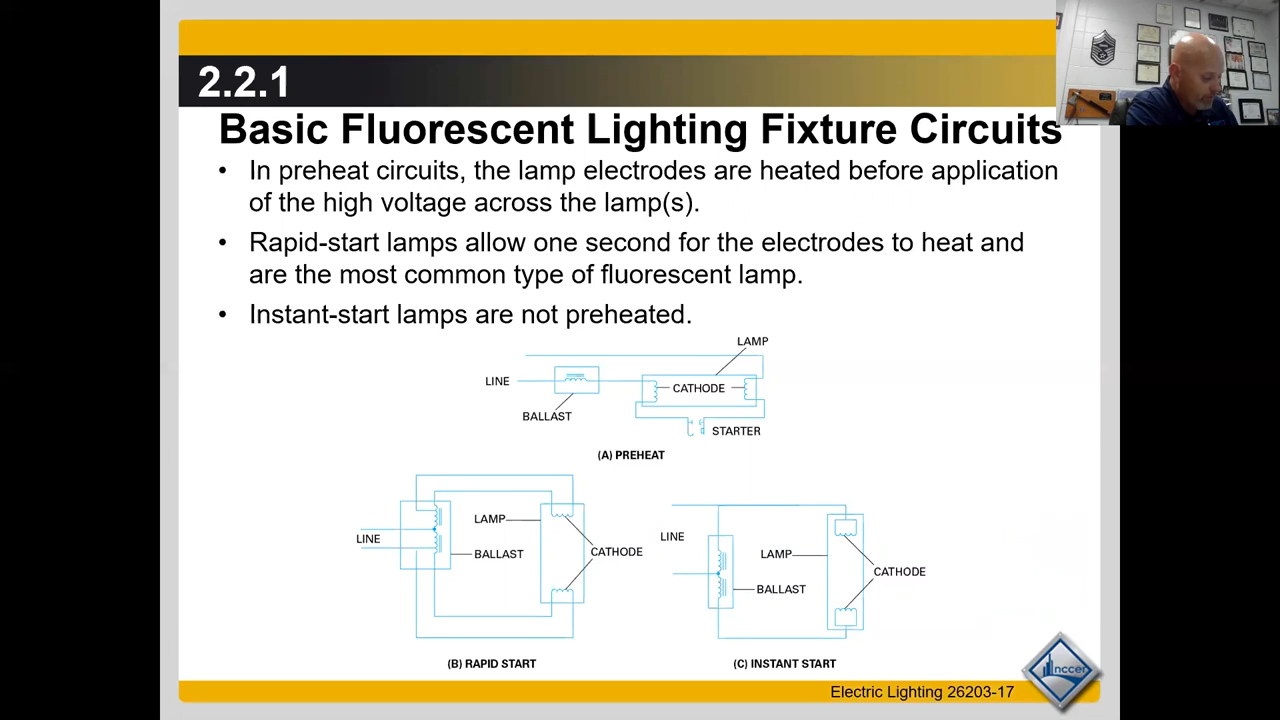 2.2.1
Basic Fluorescent Lighting Fixture Circuits
• In preheat circuits, the lamp electrodes are heated before application
of the high voltage across the lamp(s).
• Rapid-start lamps allow one second for the electrodes to heat and
are the most common type of fluorescent lamp.
• Instant-start lamps are not preheated.
LAMP
LINE
CATHODE
BALLAST
STARTER
(A) PREHEAT
LAMP
LINE
BALLAST
CATHODE
(B) RAPID START
LINE
LAMP
CATHODE
BALLAST
(C) INSTANT START
nccer
Electric Lighting 26203-17